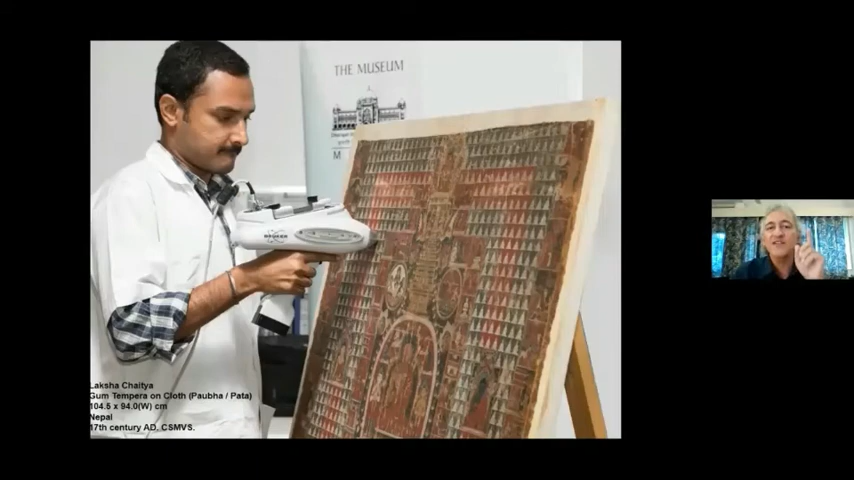 THE MUSEUM
M
BRUKER
Laksha Chaitya
Gum Tempera on Cloth (Paubha / Pata)
104.5 x 94.0(W) cm
Nepal
17th century AD. CSMVS.